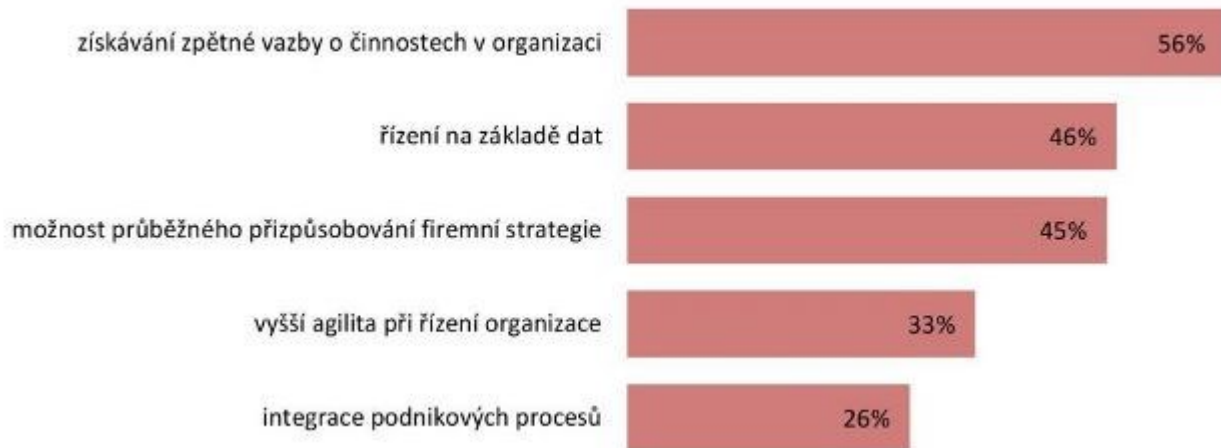 získávání zpětné vazby o činnostech v organizaci 56%
řízení na základě dat 46%
možnost průběžného přizpůsobování firemní strategie 45%
vyšší agilita při řízení organizace 33%
integrace podnikových procesů 26%